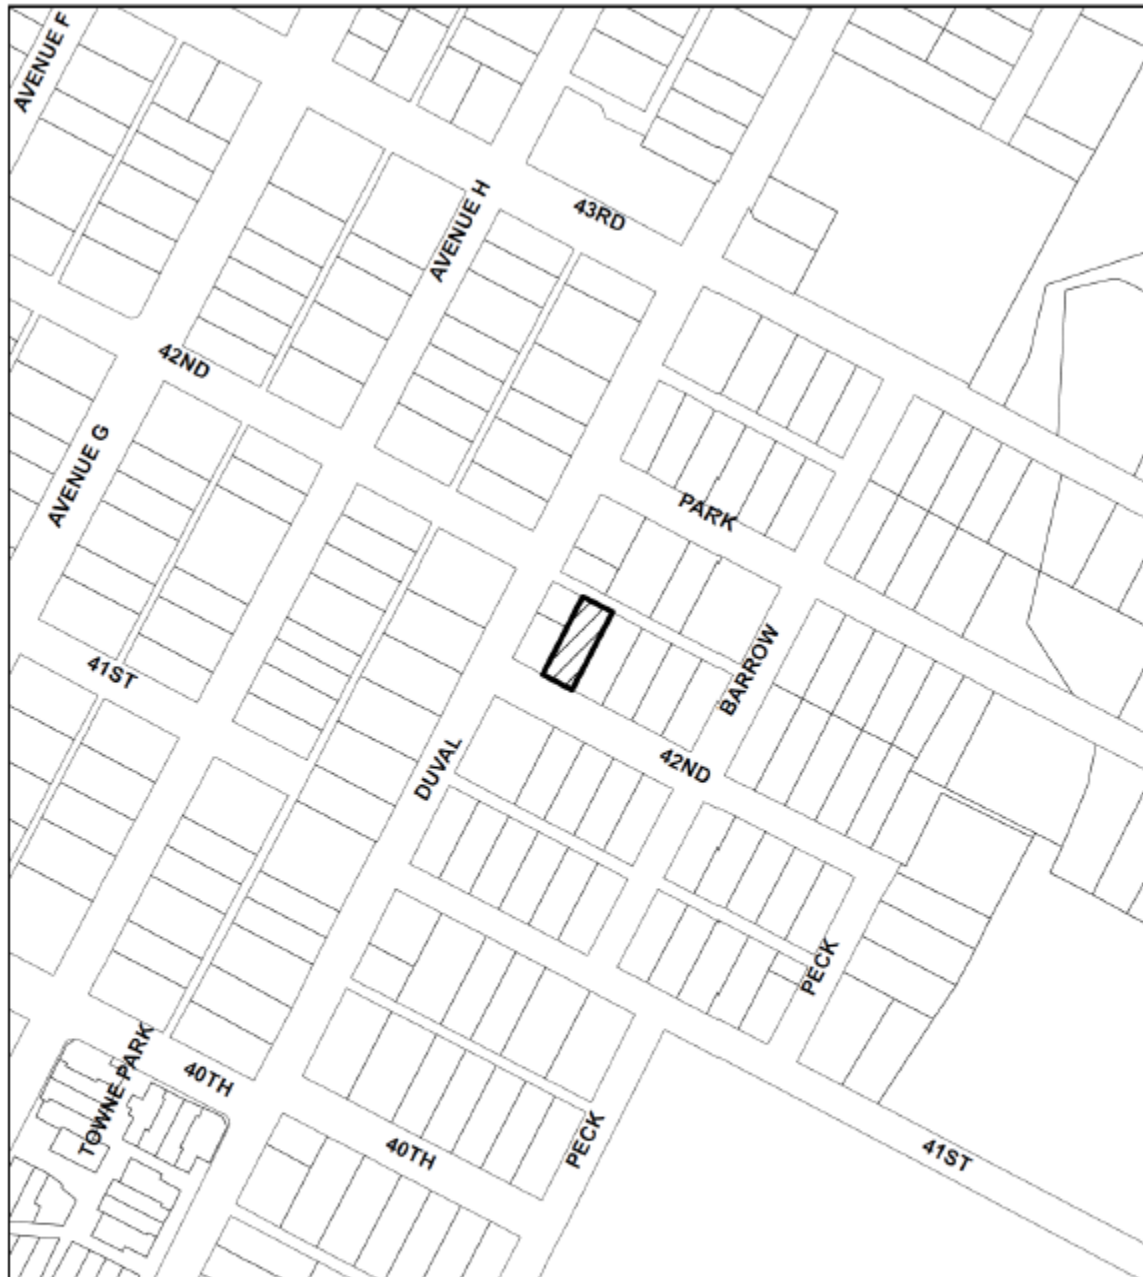 AVENUE F
43RD
AVENUE H
42ND
AVENUE G
PARK
41ST
BARROW
DUVAL
42ND
PECK
TOWNE PARK
40TH
PECK
40TH
41ST